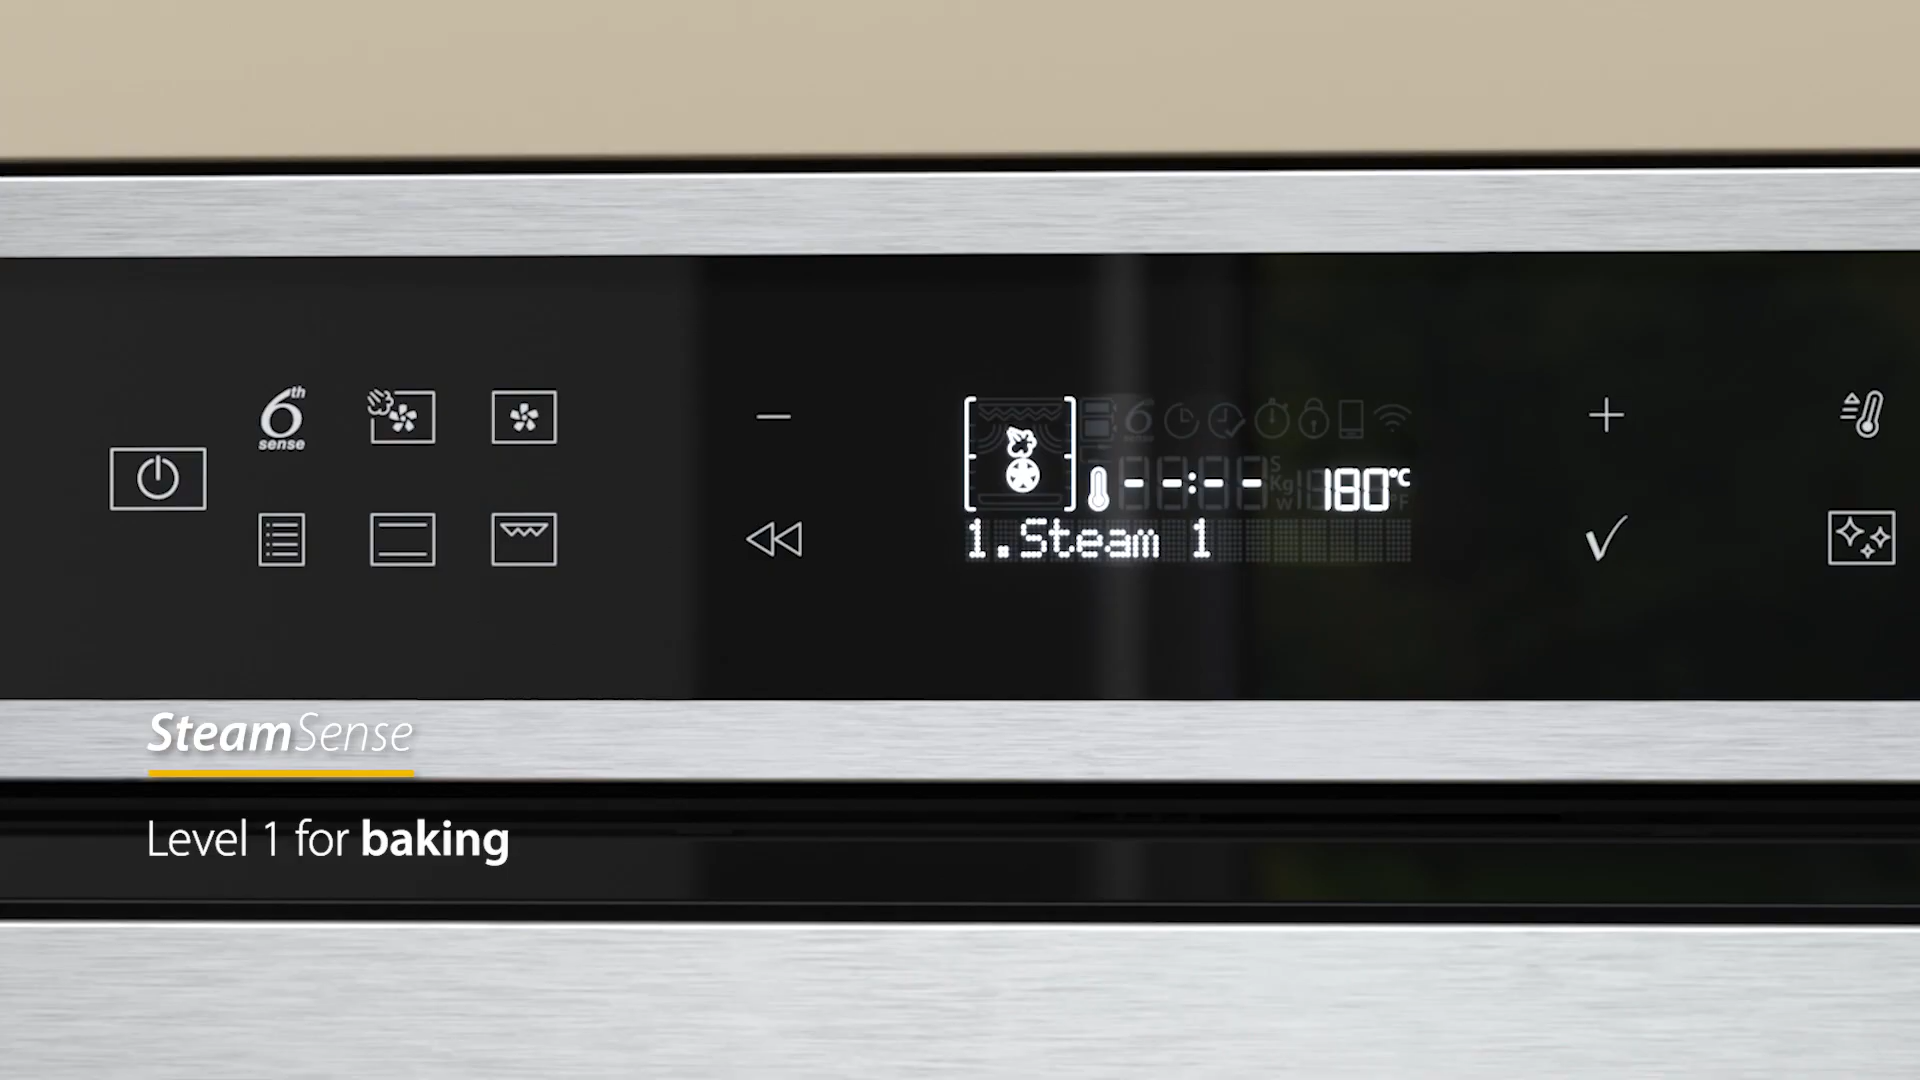 6th
sense
--:-- 180°C
1.Steam 1
SteamSense
Level 1 for baking